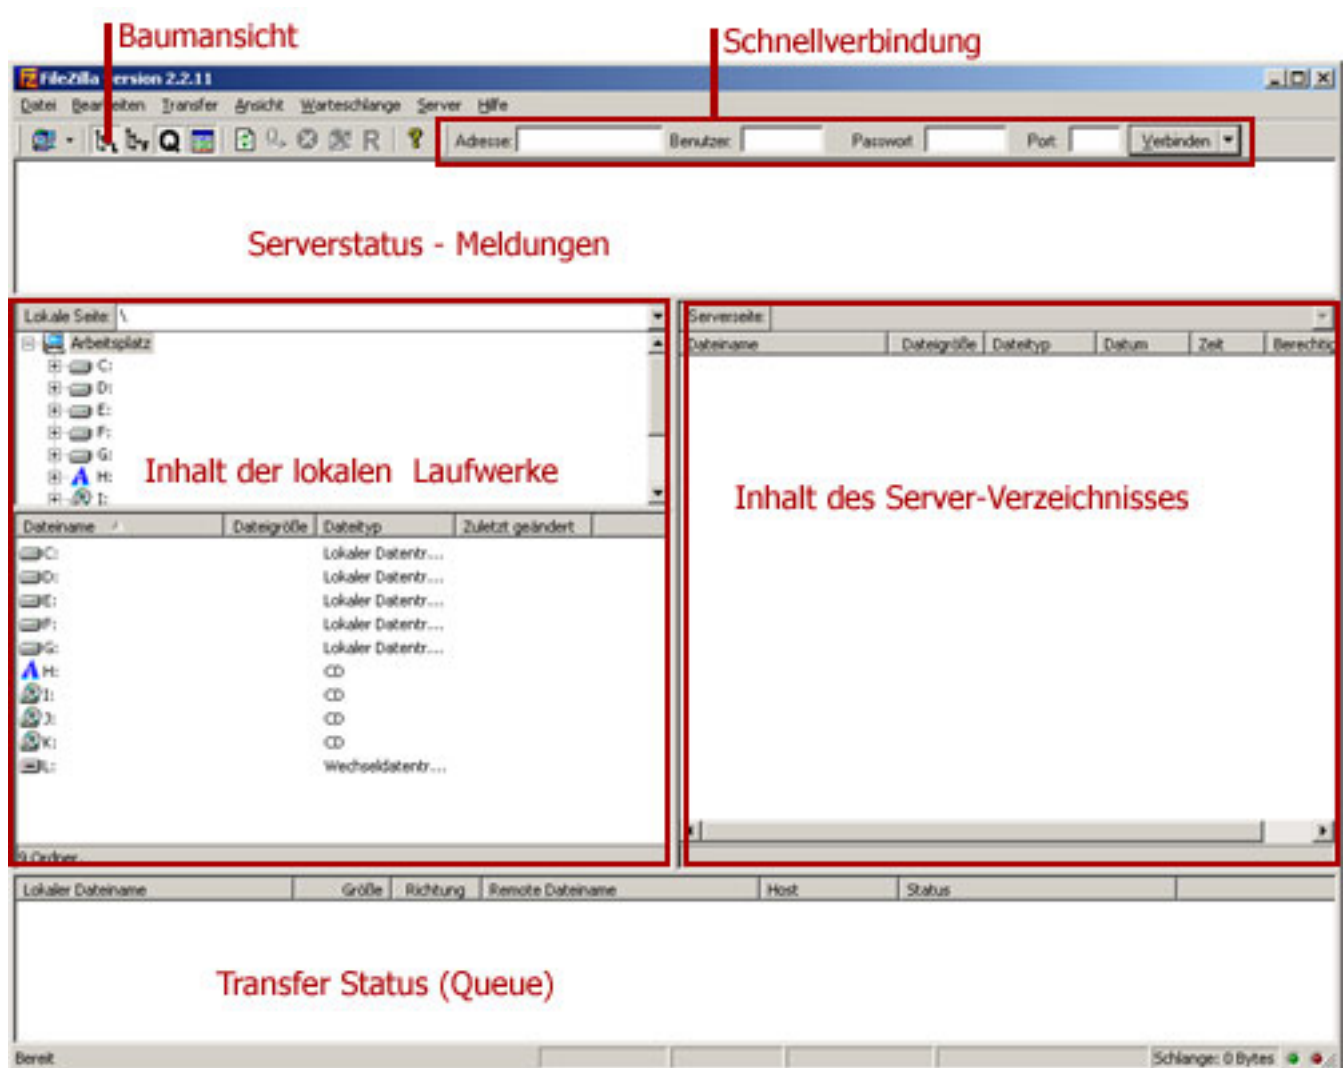 Baumansicht
Schnellverbindung
FileZilla version 2.2.11
Datei Bearbeiten Transfer Ansicht Warteschlange Server Hilfe
Q R ? Adresse: Benutzer: Passwort Port: Verbinden
Serverstatus - Meldungen
Lokale Seite: \
Arbeitsplatz
C:
D:
E:
F:
G:
H:
I:
Inhalt der lokalen Laufwerke
Dateiname Dateigröße Dateityp Zuletzt geändert
C: Lokaler Datentr...
D: Lokaler Datentr...
E: Lokaler Datentr...
F: Lokaler Datentr...
G: Lokaler Datentr...
H: CD
I: CD
J: CD
K: CD
L: Wechseldatentr...
9 Ordner.
Serverseite:
Dateiname Dateigröße Dateityp Datum Zeit Berechtig
Inhalt des Server-Verzeichnisses
Lokaler Dateiname Größe Richtung Remote Dateiname Host Status
Transfer Status (Queue)
Bereit Schlange: 0 Bytes